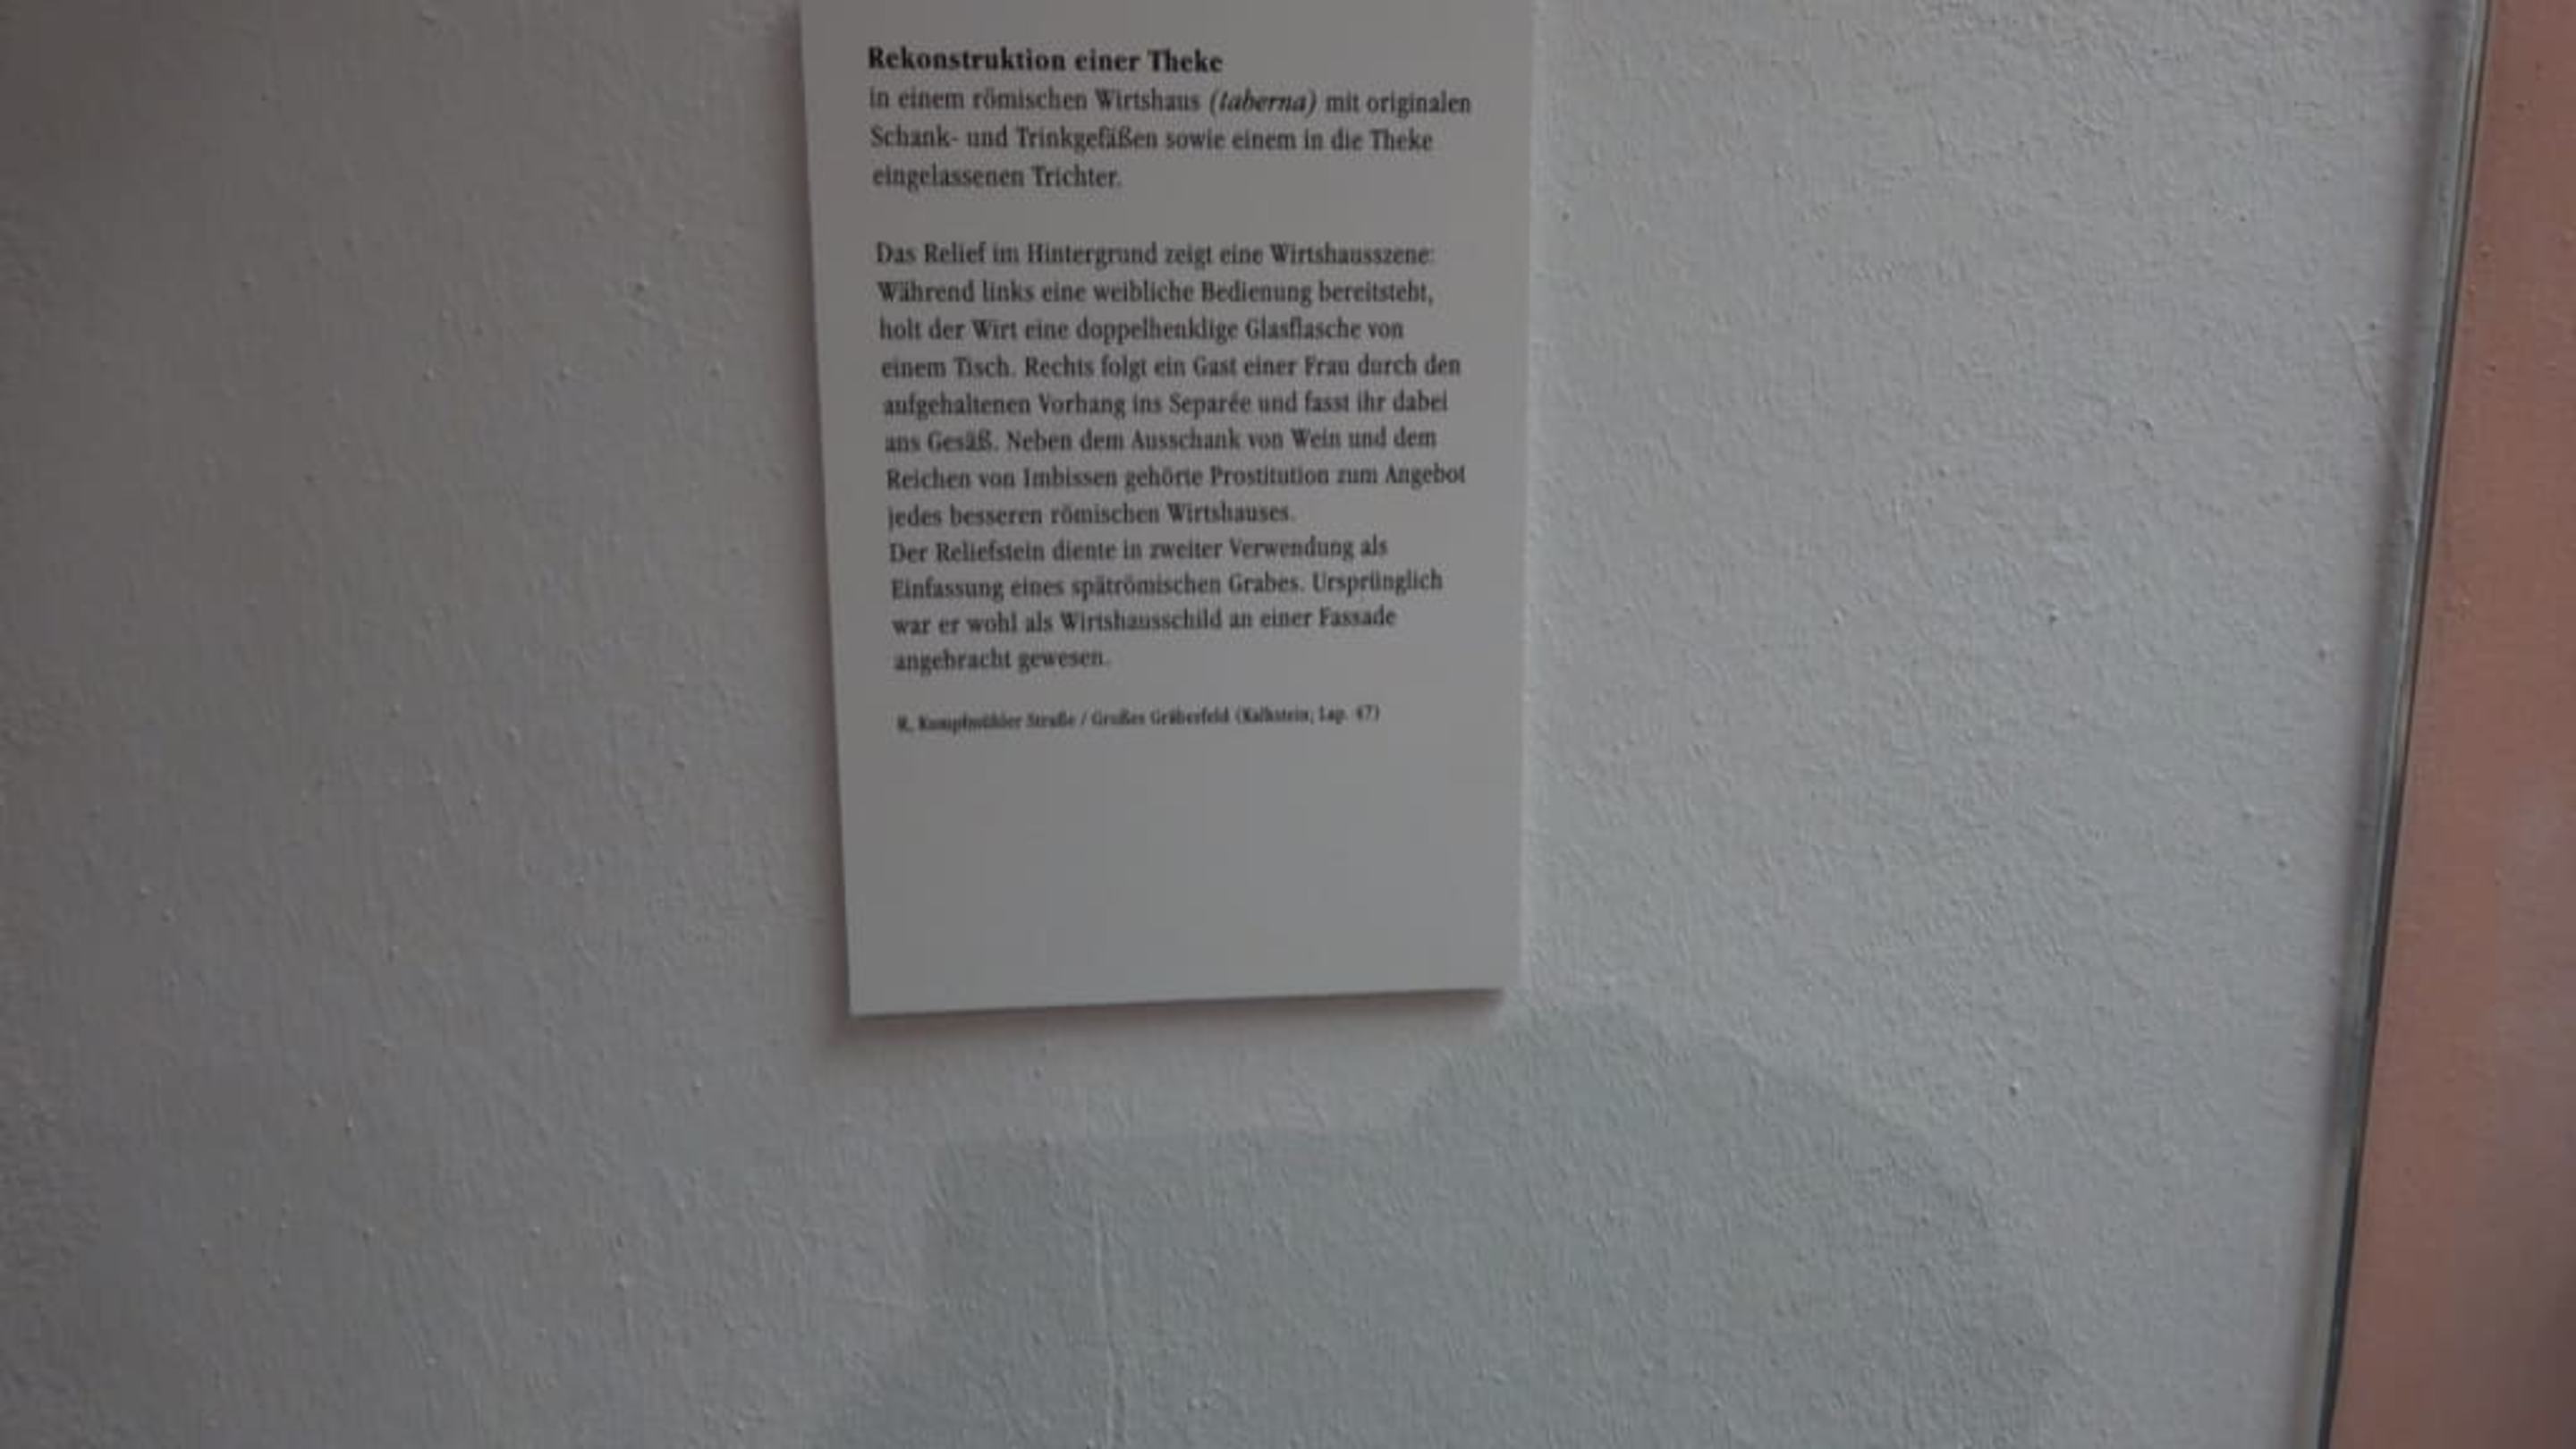 Rekonstruktion einer Theke
in einem römischen Wirtshaus (taberna) mit originalen
Schank- und Trinkgefäßen sowie einem in die Theke
eingelassenen Trichter.
Das Relief im Hintergrund zeigt eine Wirtshausszene:
Während links eine weibliche Bedienung bereitsteht,
holt der Wirt eine doppelhenklige Glasflasche von
einem Tisch. Rechts folgt ein Gast einer Frau durch den
aufgehaltenen Vorhang ins Separée und fasst ihr dabei
ans Gesäß. Neben dem Ausschank von Wein und dem
Reichen von Imbissen gehörte Prostitution zum Angebot
jedes besseren römischen Wirtshauses.
Der Reliefstein diente in zweiter Verwendung als
Einfassung eines spätrömischen Grabes. Ursprünglich
war er wohl als Wirtshausschild an einer Fassade
angebracht gewesen.
R, Kumpfmühler Straße / Großes Gräberfeld (Kalkstein; Lap. 47)